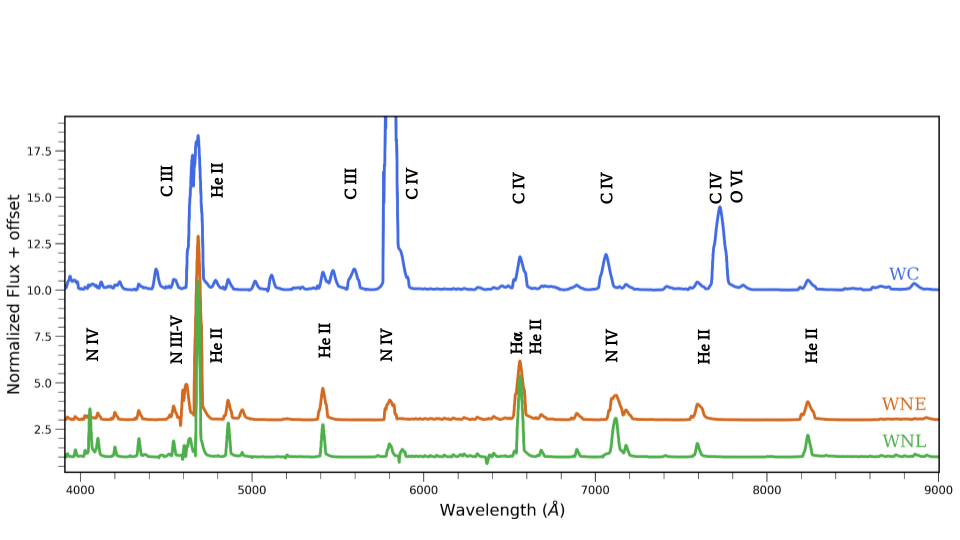 17.5
15.0
12.5
10.0
7.5
5.0
2.5
Normalized Flux + offset
C III
He II
C III
C IV
C IV
C IV
C IV
O VI
WC
N IV
N III-V
He II
He II
N IV
Hα
He II
N IV
He II
He II
WNE
WNL
4000
5000
6000
7000
8000
9000
Wavelength (Å)